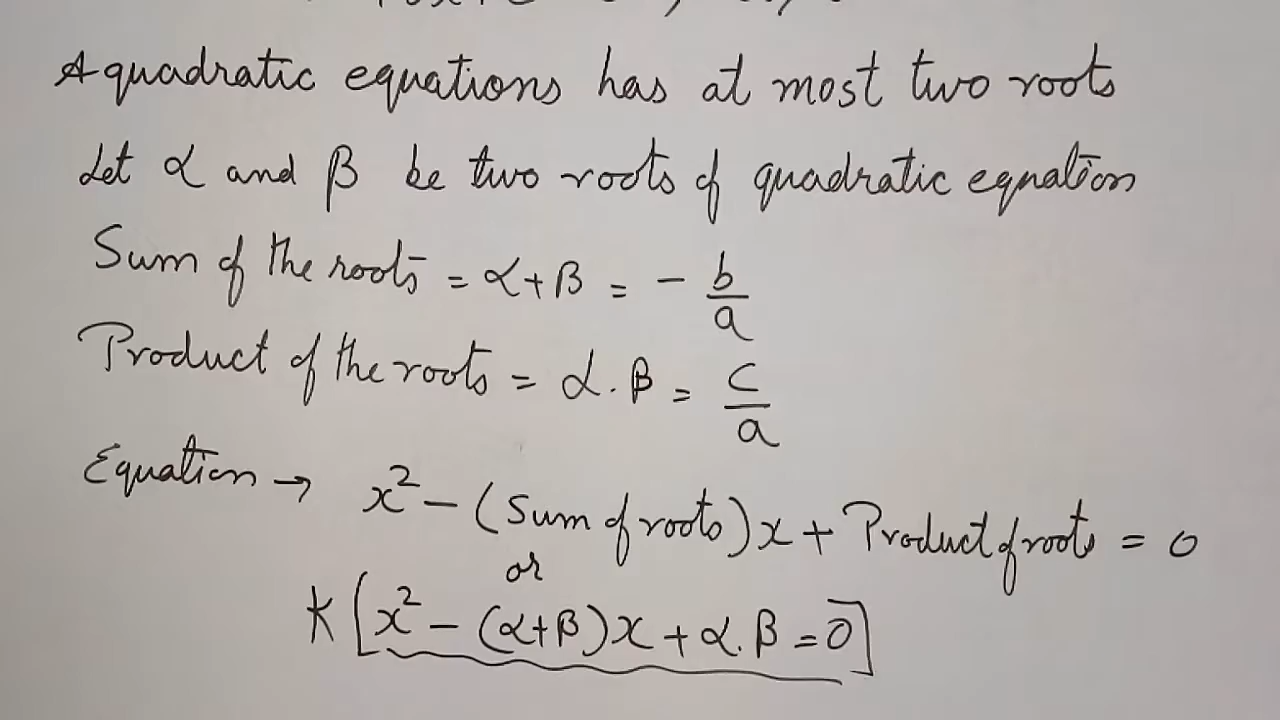 A quadratic equations has at most two roots
Let α and β be two roots of quadratic equation
Sum of the roots = α+β = - b/a
Product of the roots = α.β = c/a
Equation → x² - (Sum of roots)x + Product of roots = 0
or
K[x² - (α+β)x + α.β = 0]